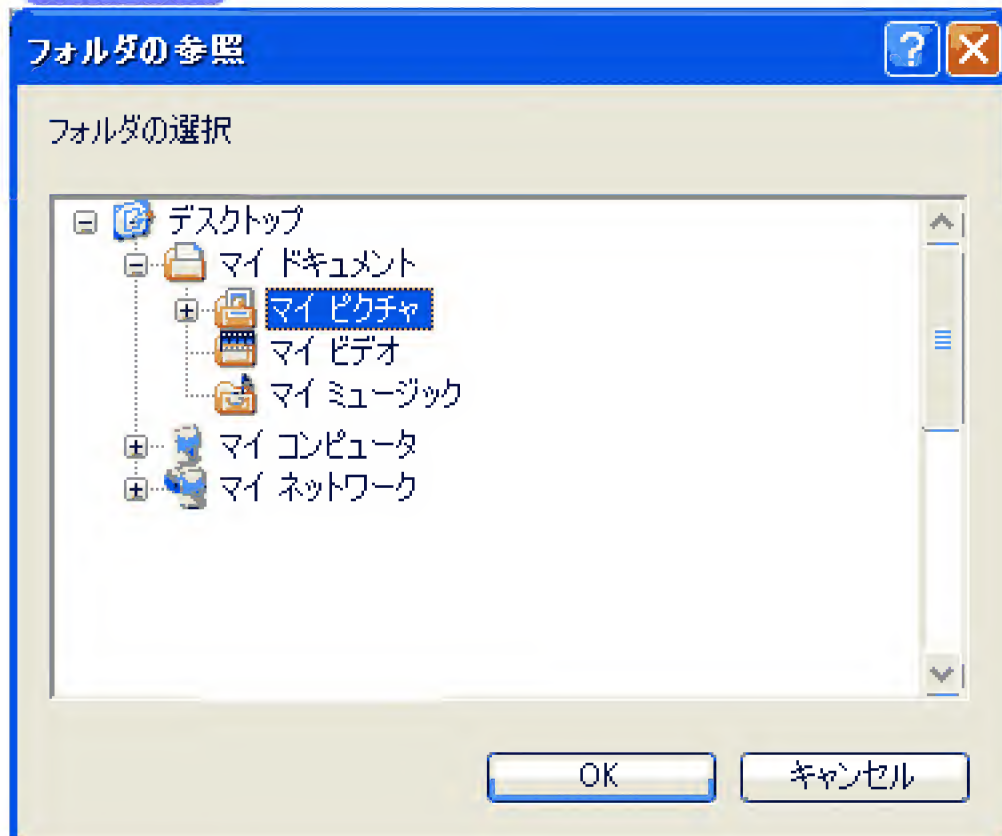 フォルダの参照
フォルダの選択
デスクトップ
マイ ドキュメント
マイ ピクチャ
マイ ビデオ
マイ ミュージック
マイ コンピュータ
マイ ネットワーク
OK キャンセル